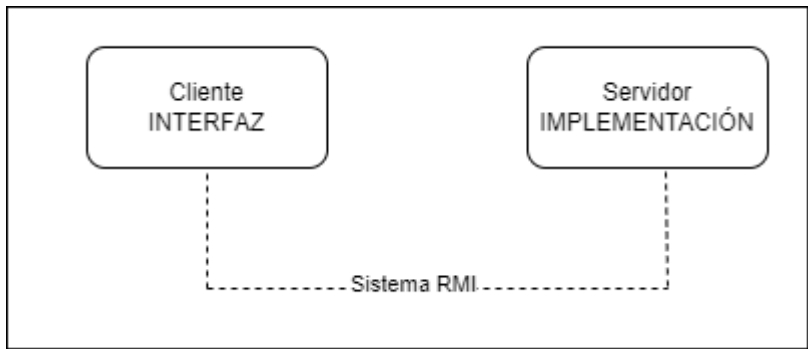 Cliente
INTERFAZ
Servidor
IMPLEMENTACIÓN
Sistema RMI